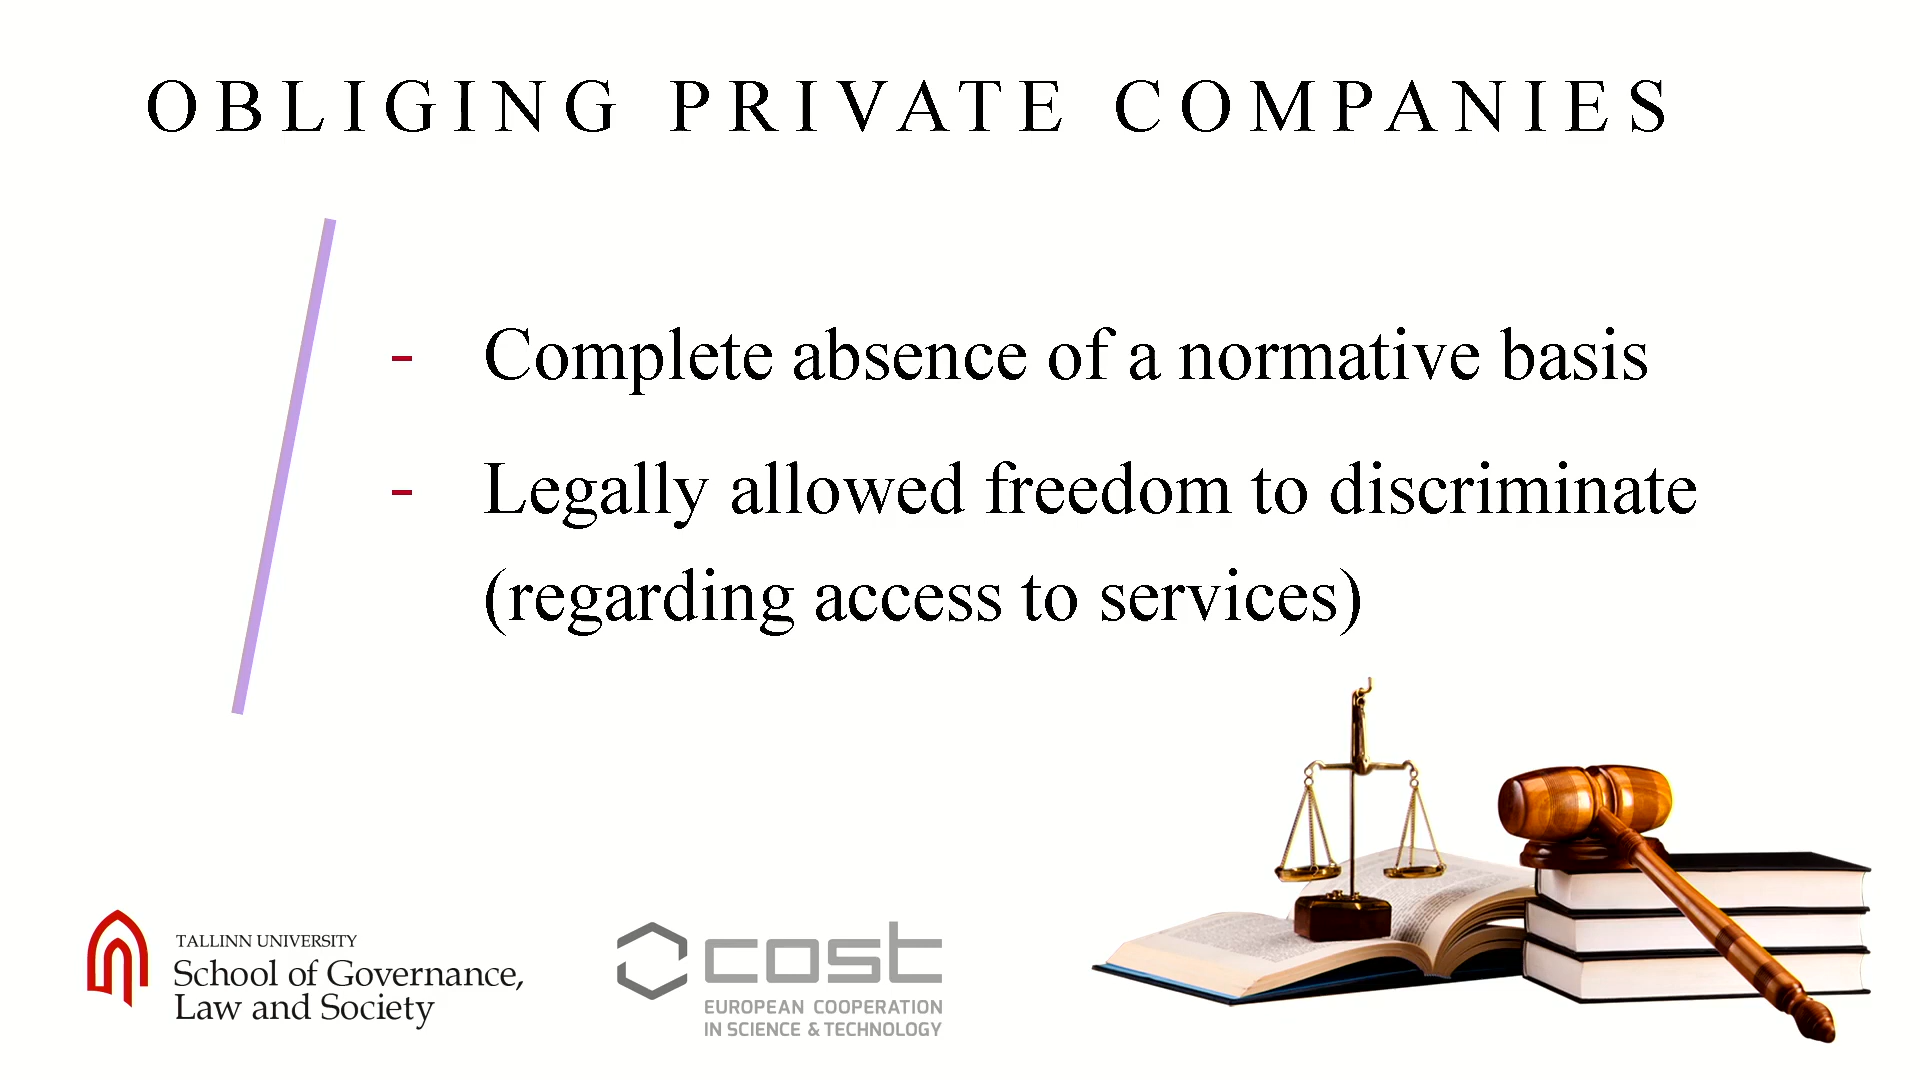 OBLIGING PRIVATE COMPANIES
- Complete absence of a normative basis
- Legally allowed freedom to discriminate
(regarding access to services)
TALLINN UNIVERSITY
School of Governance,
Law and Society
cost
EUROPEAN COOPERATION
IN SCIENCE & TECHNOLOGY